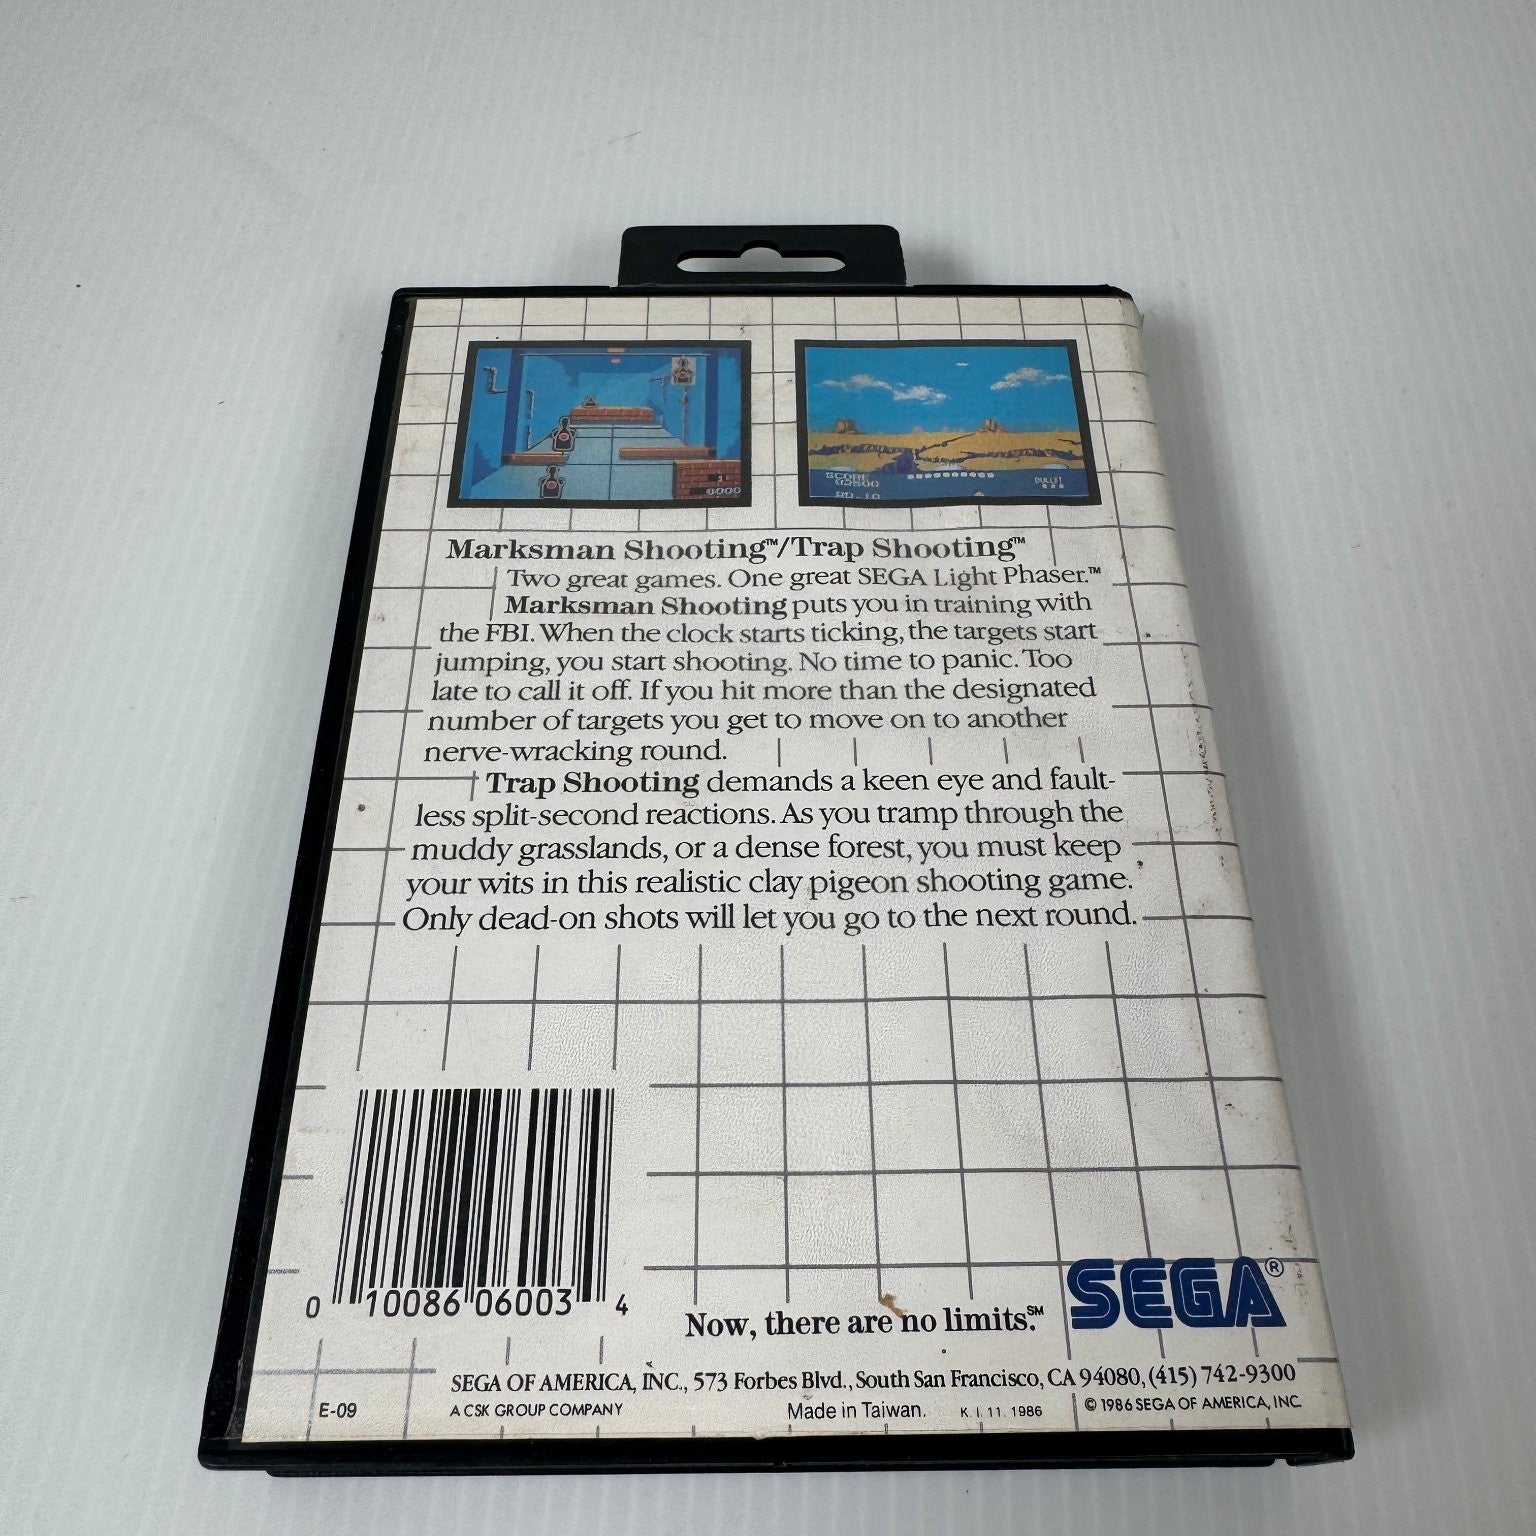 0000
SCORE
BULLET
Marksman Shooting™/Trap Shooting™
Two great games. One great SEGA Light Phaser.™
Marksman Shooting puts you in training with
the FBI. When the clock starts ticking, the targets start
jumping, you start shooting. No time to panic. Too
late to call it off. If you hit more than the designated
number of targets you get to move on to another
nerve-wracking round.
Trap Shooting demands a keen eye and fault-
less split-second reactions. As you tramp through the
muddy grasslands, or a dense forest, you must keep
your wits in this realistic clay pigeon shooting game.
Only dead-on shots will let you go to the next round.
0 10086 06003 4
Now, there are no limits.℠
SEGA®
SEGA OF AMERICA, INC., 573 Forbes Blvd., South San Francisco, CA 94080, (415) 742-9300
E-09 A CSK GROUP COMPANY Made in Taiwan. K. I. 11. 1986 © 1986 SEGA OF AMERICA, INC.